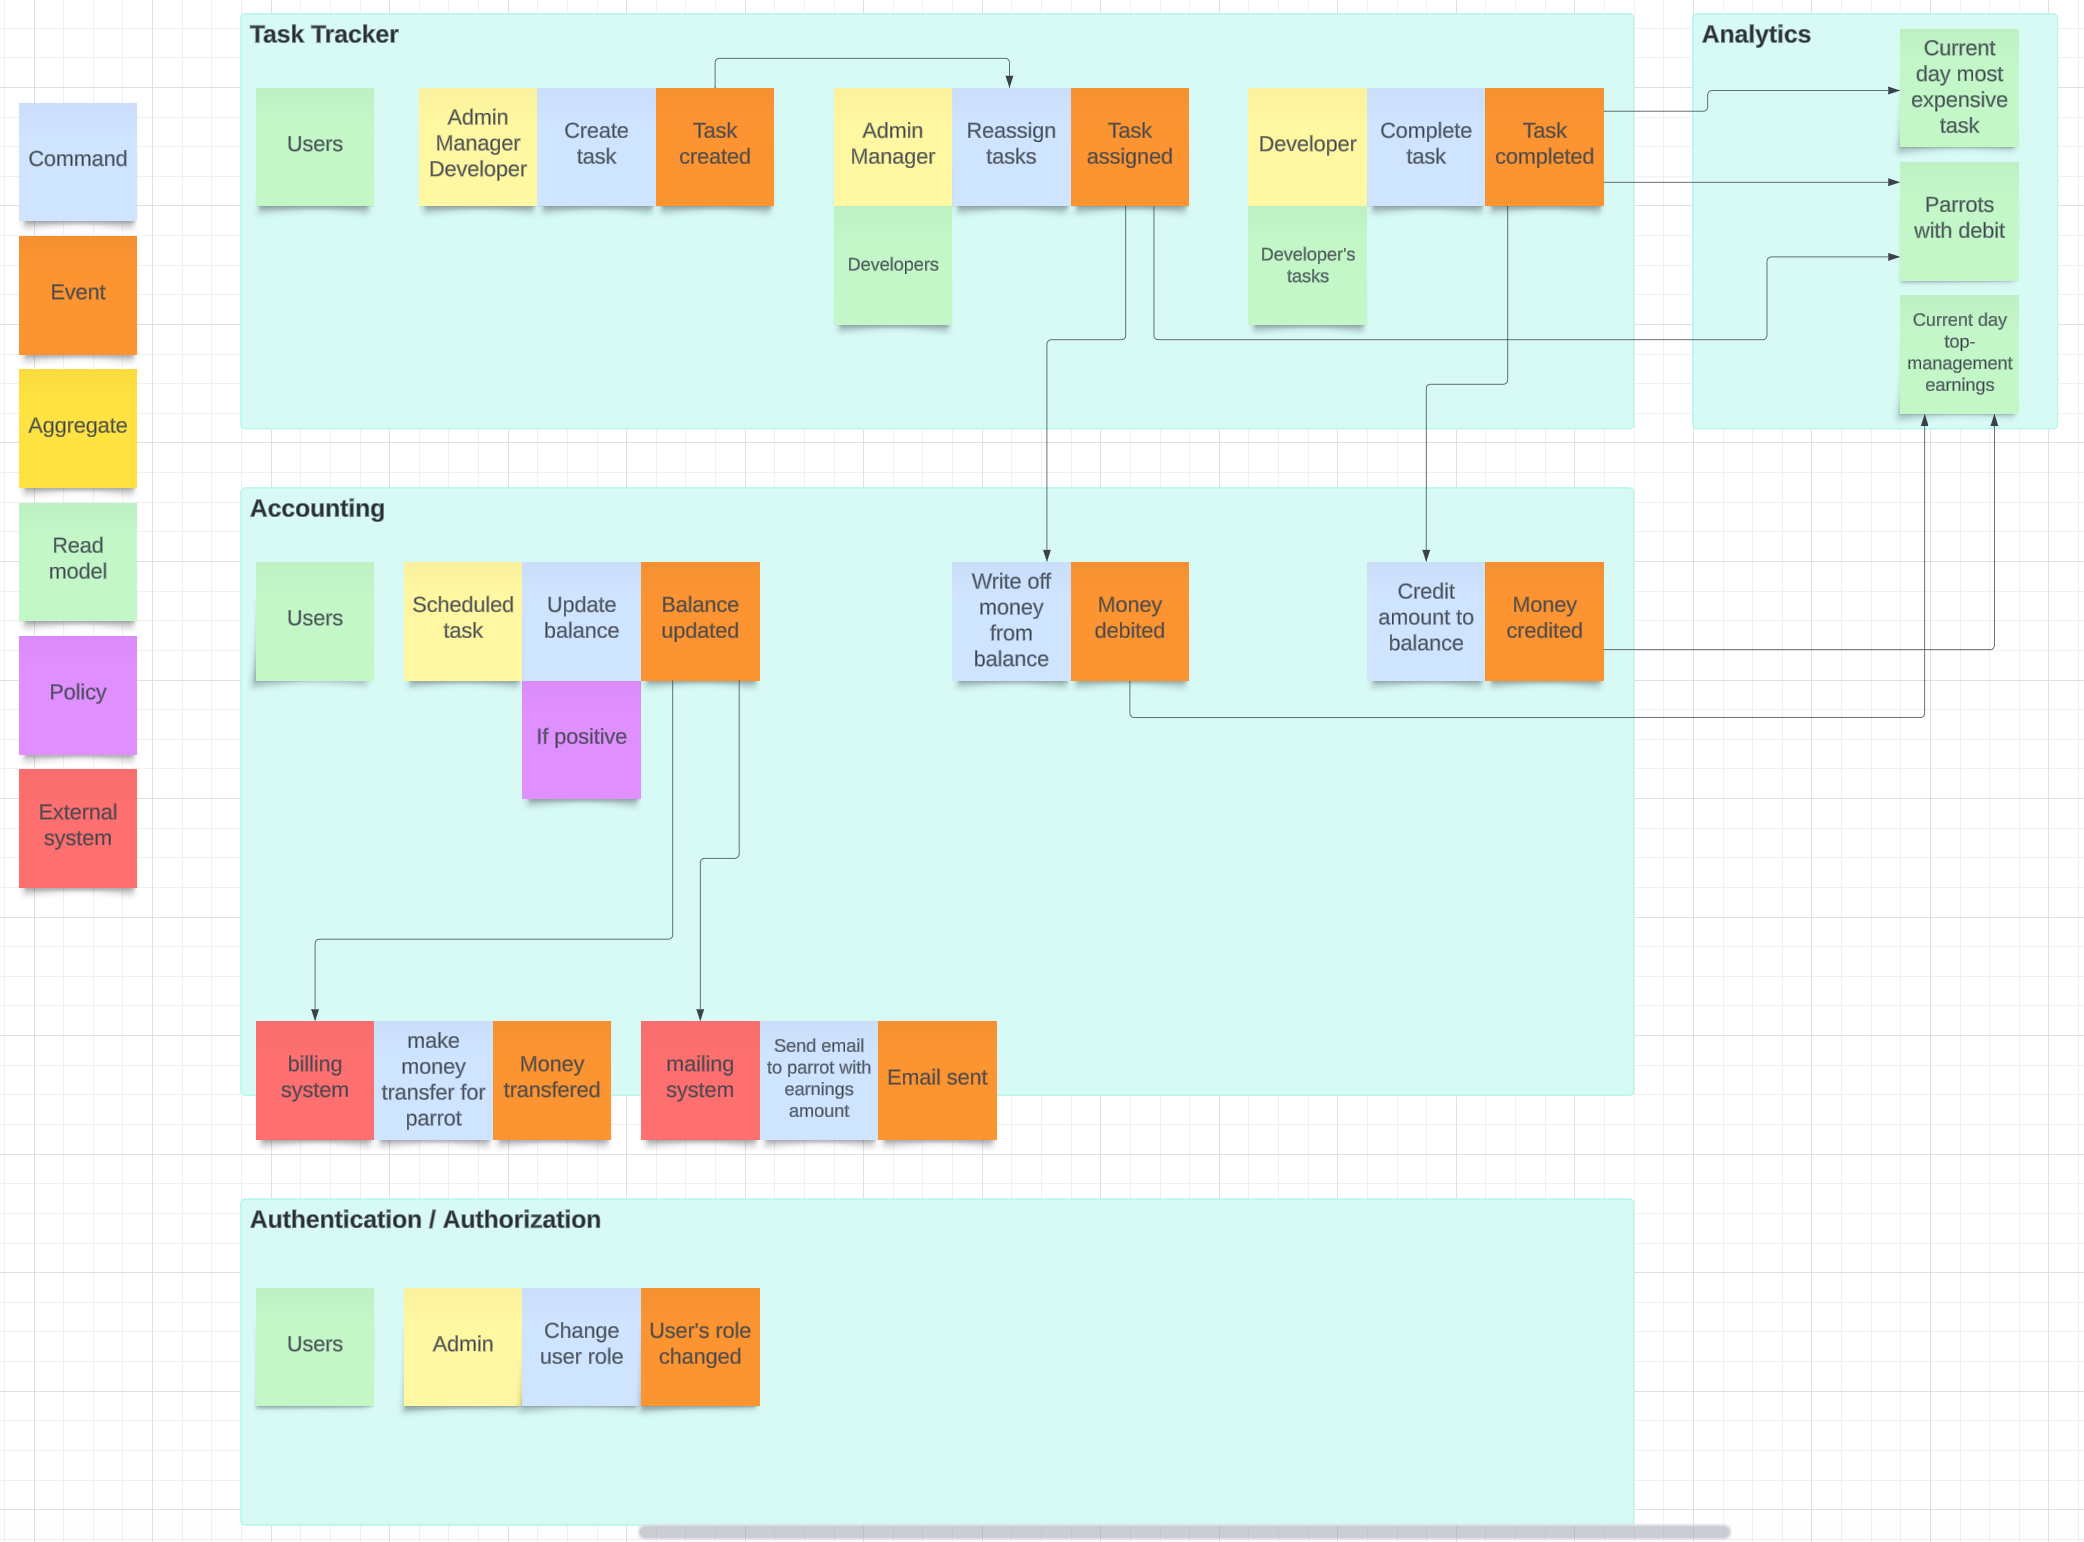 Command
Event
Aggregate
Read
model
Policy
External
system
Task Tracker
Users
Admin
Manager
Developer
Create
task
Task
created
Admin
Manager
Reassign
tasks
Task
assigned
Developers
Developer
Complete
task
Task
completed
Developer's
tasks
Analytics
Current
day most
expensive
task
Parrots
with debit
Current day
top-
management
earnings
Accounting
Users
Scheduled
task
Update
balance
Balance
updated
If positive
Write off
money
from
balance
Money
debited
Credit
amount to
balance
Money
credited
billing
system
make
money
transfer for
parrot
Money
transfered
mailing
system
Send email
to parrot with
earnings
amount
Email sent
Authentication / Authorization
Users
Admin
Change
user role
User's role
changed